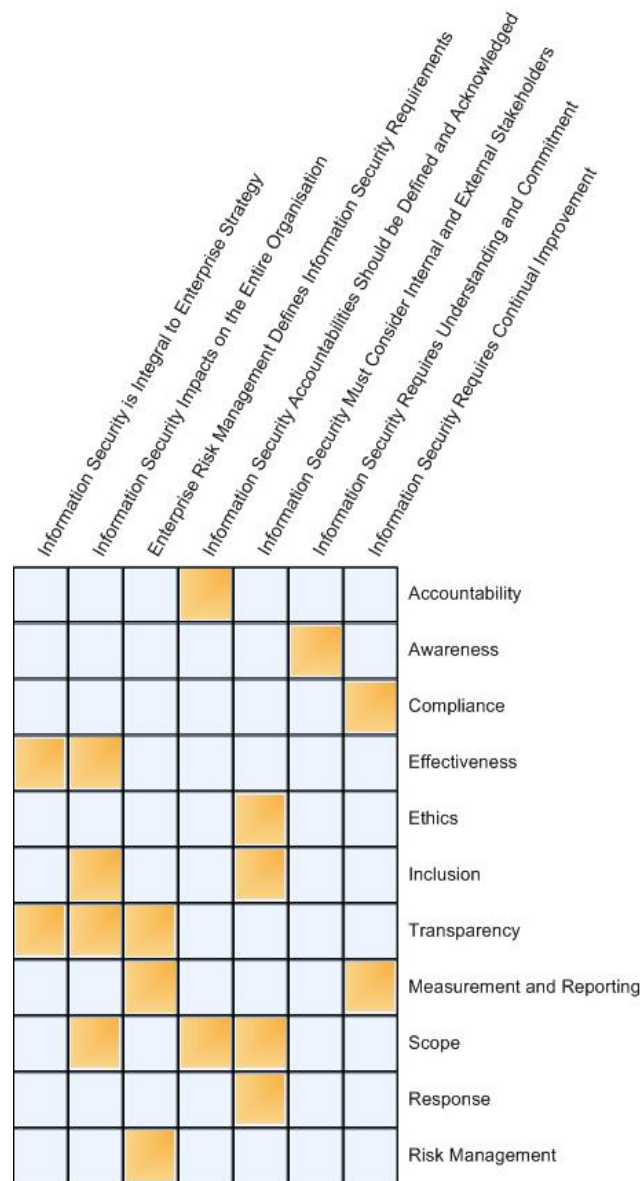 Information Security is Integral to Enterprise Strategy
Information Security Impacts on the Entire Organisation
Enterprise Risk Management Defines Information Security Requirements
Information Security Accountabilities Should be Defined and Acknowledged
Information Security Must Consider Internal and External Stakeholders
Information Security Requires Understanding and Commitment
Information Security Requires Continual Improvement
Accountability
Awareness
Compliance
Effectiveness
Ethics
Inclusion
Transparency
Measurement and Reporting
Scope
Response
Risk Management